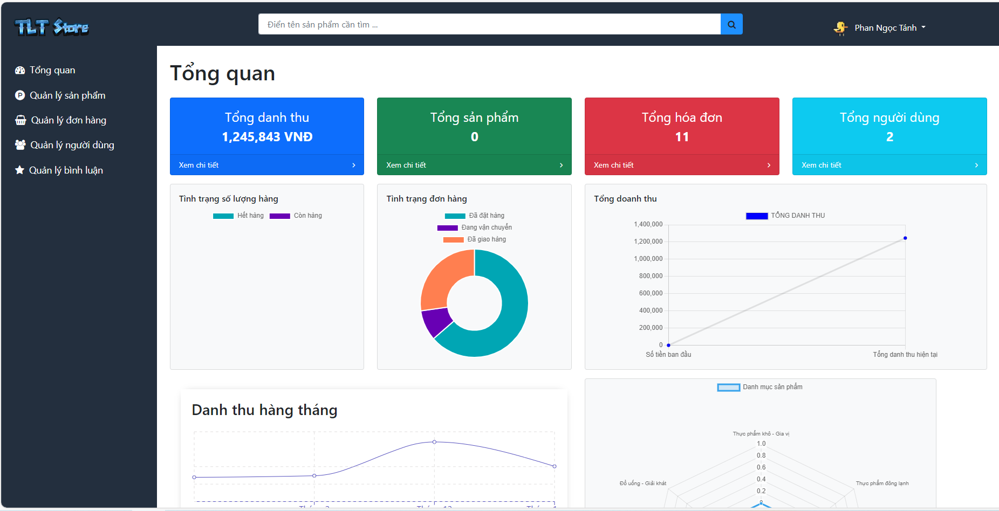 TLT Store
Điển tên sản phẩm cần tìm ...
Phan Ngọc Tánh
Tổng quan
Quản lý sản phẩm
Quản lý đơn hàng
Quản lý người dùng
Quản lý bình luận
Tổng quan
Tổng danh thu
1,245,843 VNĐ
Xem chi tiết
Tổng sản phẩm
0
Xem chi tiết
Tổng hóa đơn
11
Xem chi tiết
Tổng người dùng
2
Xem chi tiết
Tình trạng số lượng hàng
Hết hàng Còn hàng
Tình trạng đơn hàng
Đã đặt hàng
Đang vận chuyển
Đã giao hàng
Tổng doanh thu
TỔNG DANH THU
1,400,000
1,200,000
1,000,000
800,000
600,000
400,000
200,000
0
Số tiền ban đầu Tổng danh thu hiện tại
Danh thu hàng tháng
Danh mục sản phẩm
Thực phẩm khô - Gia vị
1.0
0.8
0.6
0.4
Đồ uống - Giải khát Thực phẩm đông lạnh
0.2